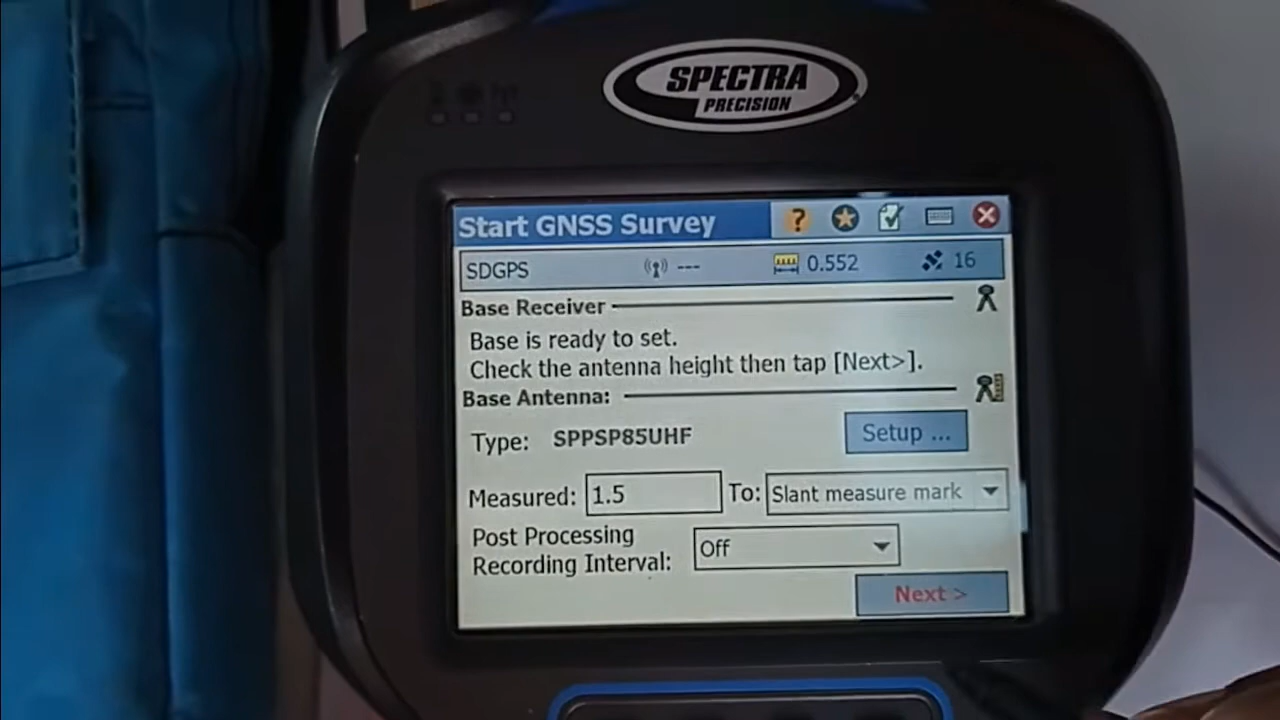 SPECTRA
PRECISION
Start GNSS Survey ?
SDGPS --- 0.552 16
Base Receiver
Base is ready to set.
Check the antenna height then tap [Next>].
Base Antenna:
Type: SPPSP85UHF Setup ...
Measured: 1.5 To: Slant measure mark
Post Processing
Recording Interval: Off
Next >